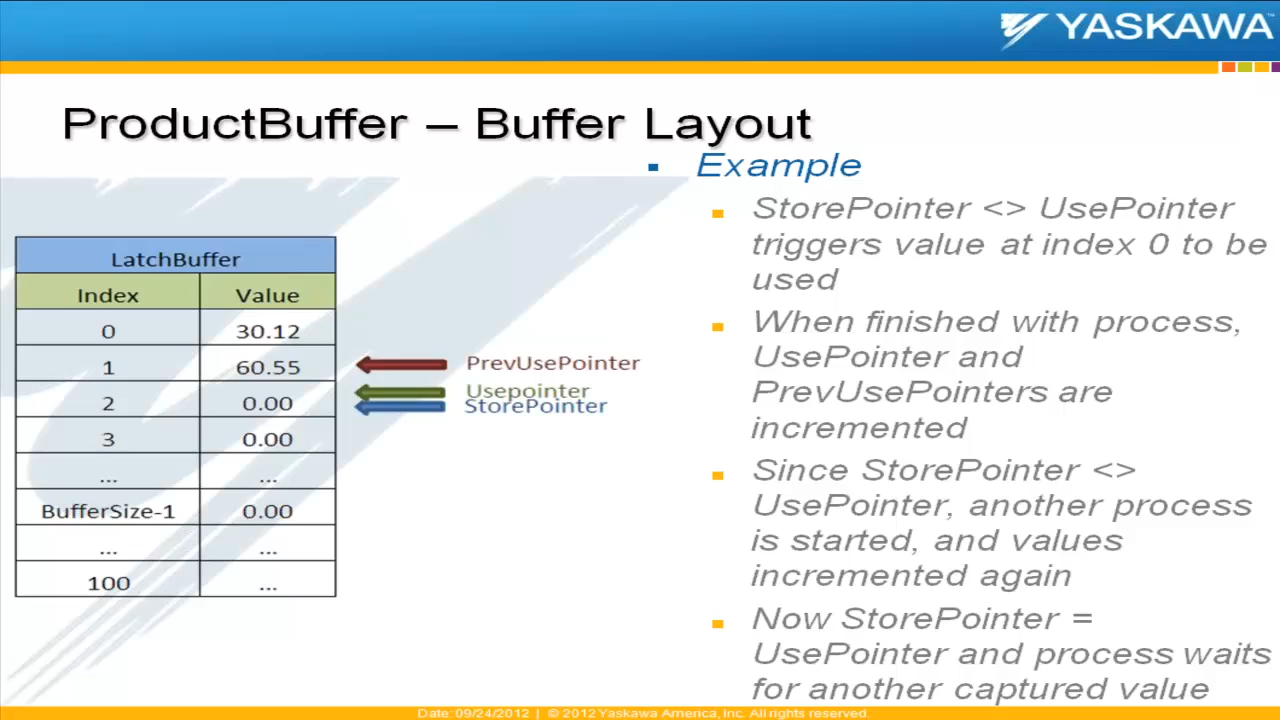 YASKAWA
ProductBuffer – Buffer Layout
LatchBuffer
Index Value
0 30.12
1 60.55
2 0.00
3 0.00
... ...
BufferSize-1 0.00
... ...
100 ...
PrevUsePointer
Usepointer
StorePointer
Example
StorePointer <> UsePointer
triggers value at index 0 to be
used
When finished with process,
UsePointer and
PrevUsePointers are
incremented
Since StorePointer <>
UsePointer, another process
is started, and values
incremented again
Now StorePointer =
UsePointer and process waits
for another captured value
Date: 09/24/2012 | © 2012 Yaskawa America, Inc. All rights reserved.